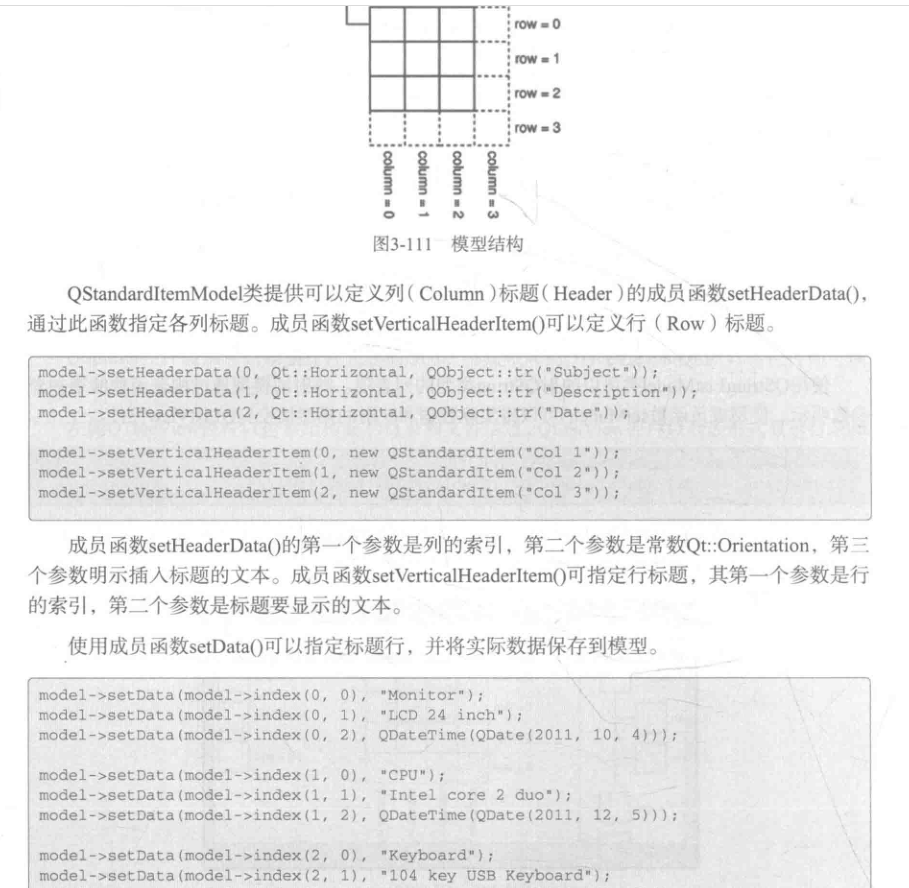 row = 0
row = 1
row = 2
row = 3
column = 0
column = 1
column = 2
column = 3
图3-111 模型结构
QStandardItemModel类提供可以定义列（Column）标题（Header）的成员函数setHeaderData()，
通过此函数指定各列标题。成员函数setVerticalHeaderItem()可以定义行（Row）标题。
model->setHeaderData(0, Qt::Horizontal, QObject::tr("Subject"));
model->setHeaderData(1, Qt::Horizontal, QObject::tr("Description"));
model->setHeaderData(2, Qt::Horizontal, QObject::tr("Date"));
model->setVerticalHeaderItem(0, new QStandardItem("Col 1"));
model->setVerticalHeaderItem(1, new QStandardItem("Col 2"));
model->setVerticalHeaderItem(2, new QStandardItem("Col 3"));
成员函数setHeaderData()的第一个参数是列的索引，第二个参数是常数Qt::Orientation，第三
个参数明示插入标题的文本。成员函数setVerticalHeaderItem()可指定行标题，其第一个参数是行
的索引，第二个参数是标题要显示的文本。
使用成员函数setData()可以指定标题行，并将实际数据保存到模型。
model->setData(model->index(0, 0), "Monitor");
model->setData(model->index(0, 1), "LCD 24 inch");
model->setData(model->index(0, 2), QDateTime(QDate(2011, 10, 4)));
model->setData(model->index(1, 0), "CPU");
model->setData(model->index(1, 1), "Intel core 2 duo");
model->setData(model->index(1, 2), QDateTime(QDate(2011, 12, 5)));
model->setData(model->index(2, 0), "Keyboard");
model->setData(model->index(2, 1), "104 key USB Keyboard");